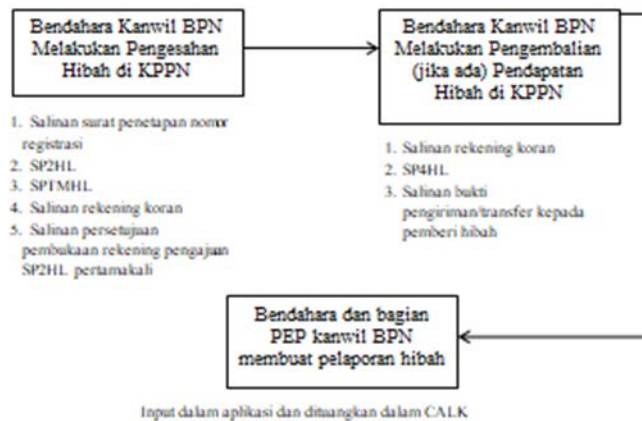 Bendahara Kanwil BPN
Melakukan Pengesahan
Hibah di KPPN
1. Salinan surat penetapan nomor
registrasi
2. SP2HL
3. SPTMHL
4. Salinan rekening koran
5. Salinan persetujuan
pembukaan rekening pengajuan
SP2HL pertamakali
Bendahara Kanwil BPN
Melakukan Pengembalian
(jika ada) Pendapatan
Hibah di KPPN
1. Salinan rekening koran
2. SP4HL
3. Salinan bukti
pengiriman/transfer kepada
pemberi hibah
Bendahara dan bagian
PEP kanwil BPN
membuat pelaporan hibah
Input dalam aplikasi dan dituangkan dalam CALK